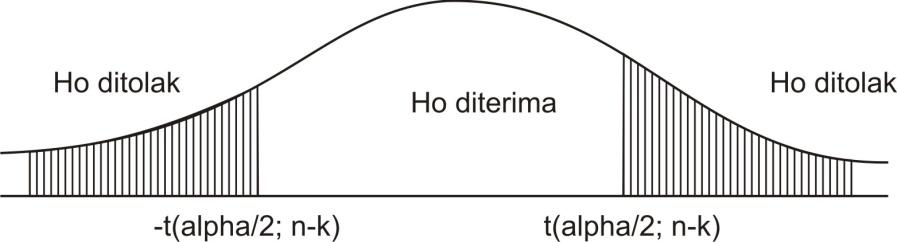 Ho ditolak
Ho diterima
Ho ditolak
-t(alpha/2; n-k)
t(alpha/2; n-k)